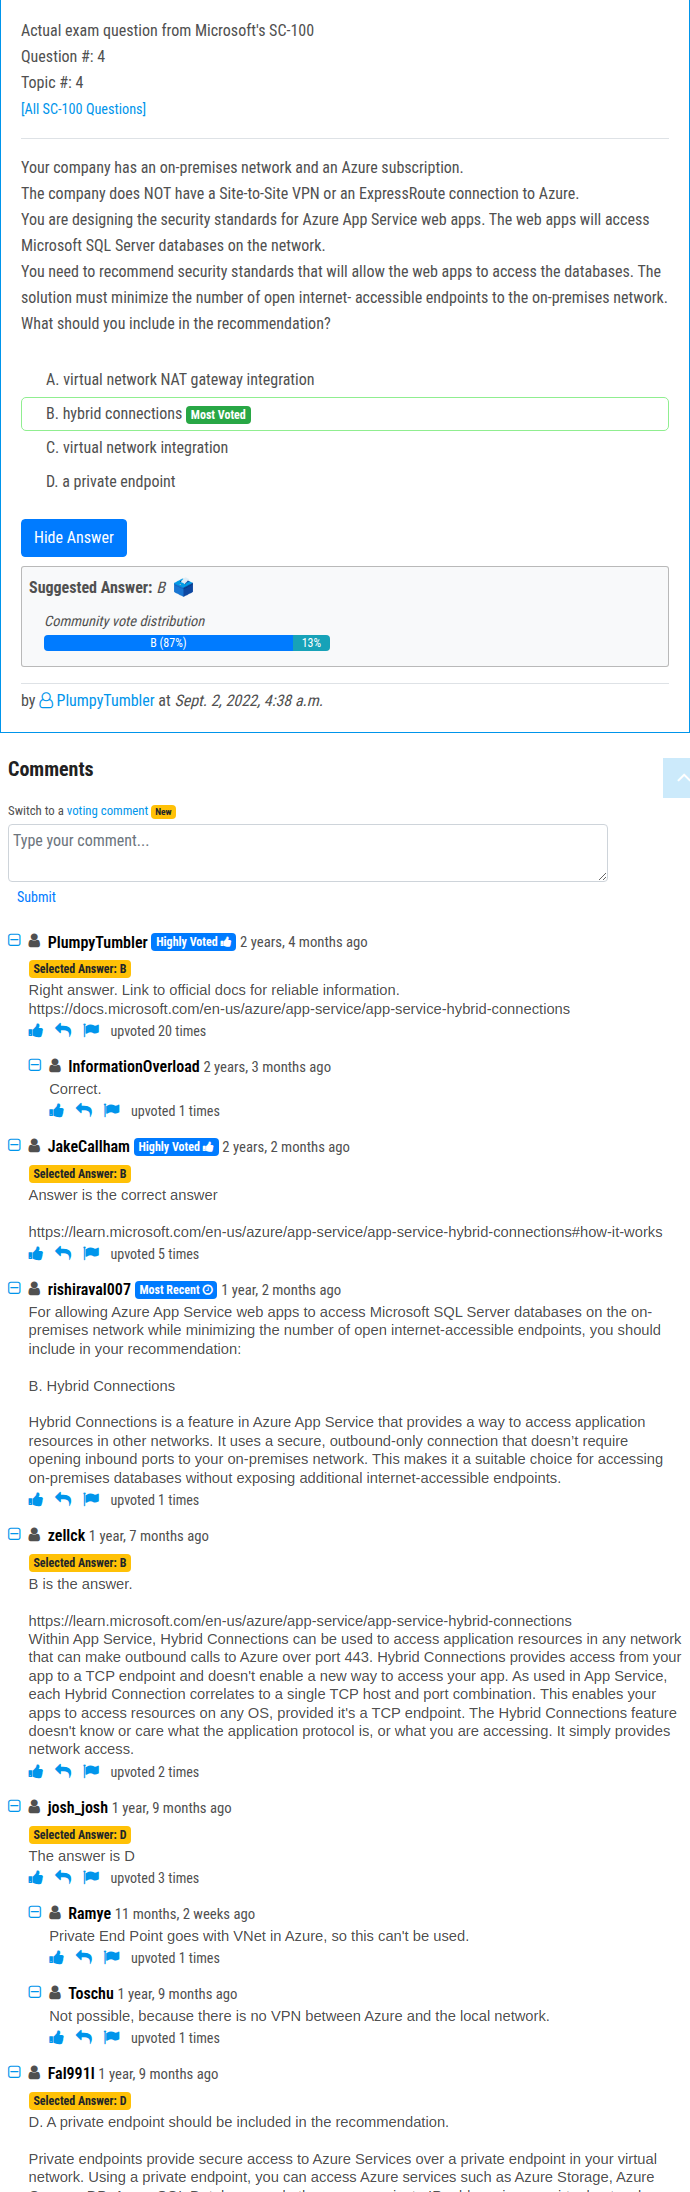 Actual exam question from Microsoft's SC-100
Question #: 4
Topic #: 4
[All SC-100 Questions]
Your company has an on-premises network and an Azure subscription.
The company does NOT have a Site-to-Site VPN or an ExpressRoute connection to Azure.
You are designing the security standards for Azure App Service web apps. The web apps will access
Microsoft SQL Server databases on the network.
You need to recommend security standards that will allow the web apps to access the databases. The
solution must minimize the number of open internet- accessible endpoints to the on-premises network.
What should you include in the recommendation?
A. virtual network NAT gateway integration
B. hybrid connections Most Voted
C. virtual network integration
D. a private endpoint
Hide Answer
Suggested Answer: B
Community vote distribution
B (87%) 13%
by PlumpyTumbler at Sept. 2, 2022, 4:38 a.m.
Comments
Switch to a voting comment New
Type your comment...
Submit
PlumpyTumbler Highly Voted 2 years, 4 months ago
Selected Answer: B
Right answer. Link to official docs for reliable information.
https://docs.microsoft.com/en-us/azure/app-service/app-service-hybrid-connections
upvoted 20 times
InformationOverload 2 years, 3 months ago
Correct.
upvoted 1 times
JakeCallham Highly Voted 2 years, 2 months ago
Selected Answer: B
Answer is the correct answer
https://learn.microsoft.com/en-us/azure/app-service/app-service-hybrid-connections#how-it-works
upvoted 5 times
rishiraval007 Most Recent 1 year, 2 months ago
For allowing Azure App Service web apps to access Microsoft SQL Server databases on the on-
premises network while minimizing the number of open internet-accessible endpoints, you should
include in your recommendation:
B. Hybrid Connections
Hybrid Connections is a feature in Azure App Service that provides a way to access application
resources in other networks. It uses a secure, outbound-only connection that doesn’t require
opening inbound ports to your on-premises network. This makes it a suitable choice for accessing
on-premises databases without exposing additional internet-accessible endpoints.
upvoted 1 times
zellck 1 year, 7 months ago
Selected Answer: B
B is the answer.
https://learn.microsoft.com/en-us/azure/app-service/app-service-hybrid-connections
Within App Service, Hybrid Connections can be used to access application resources in any network
that can make outbound calls to Azure over port 443. Hybrid Connections provides access from your
app to a TCP endpoint and doesn't enable a new way to access your app. As used in App Service,
each Hybrid Connection correlates to a single TCP host and port combination. This enables your
apps to access resources on any OS, provided it's a TCP endpoint. The Hybrid Connections feature
doesn't know or care what the application protocol is, or what you are accessing. It simply provides
network access.
upvoted 2 times
josh_josh 1 year, 9 months ago
Selected Answer: D
The answer is D
upvoted 3 times
Ramye 11 months, 2 weeks ago
Private End Point goes with VNet in Azure, so this can't be used.
upvoted 1 times
Toschu 1 year, 9 months ago
Not possible, because there is no VPN between Azure and the local network.
upvoted 1 times
Fal991l 1 year, 9 months ago
Selected Answer: D
D. A private endpoint should be included in the recommendation.
Private endpoints provide secure access to Azure Services over a private endpoint in your virtual
network. Using a private endpoint, you can access Azure services such as Azure Storage, Azure